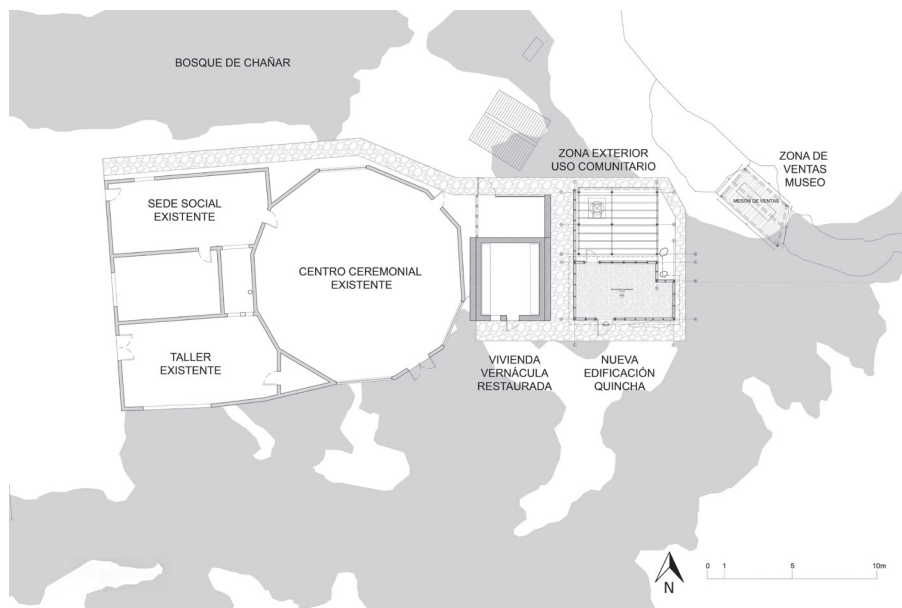 BOSQUE DE CHAÑAR
ZONA EXTERIOR
USO COMUNITARIO
ZONA DE
VENTAS
MUSEO
MESÓN DE VENTAS
SEDE SOCIAL
EXISTENTE
CENTRO CEREMONIAL
EXISTENTE
TALLER
EXISTENTE
VIVIENDA
VERNÁCULA
RESTAURADA
NUEVA
EDIFICACIÓN
QUINCHA
N
0 1 5 10m